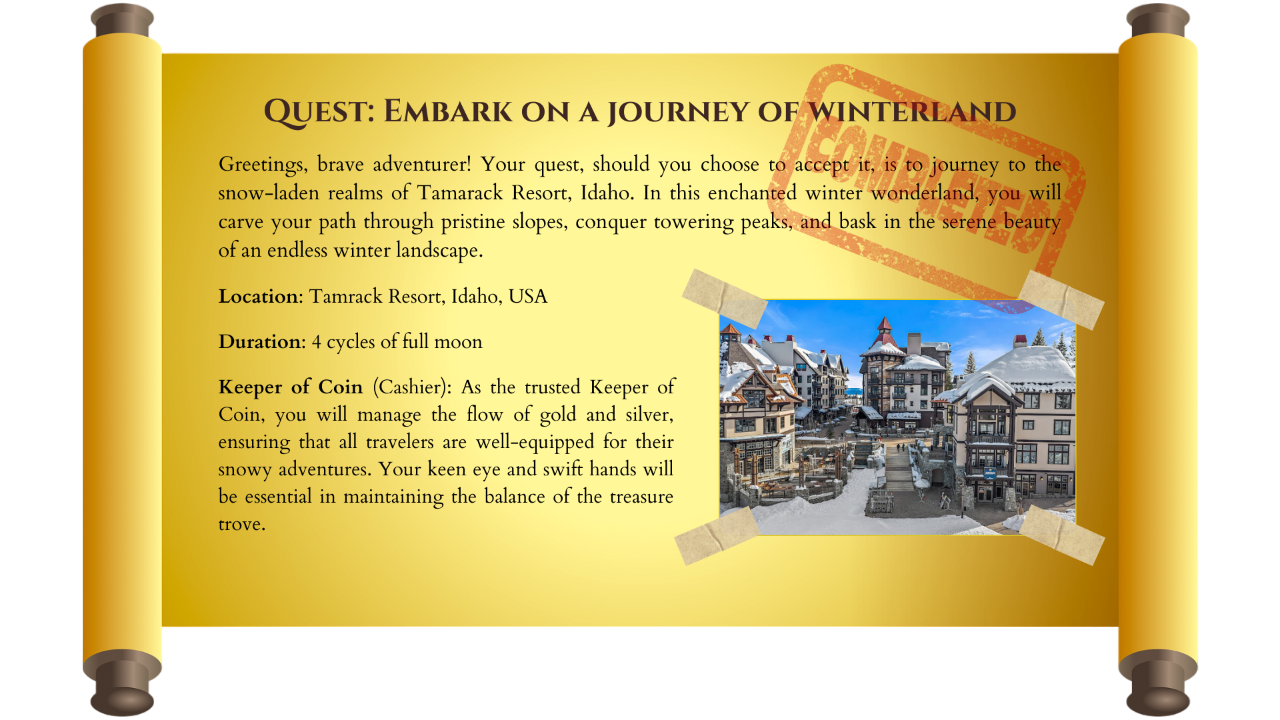 Quest: Embark on a journey of winterland
COMPLETED
Greetings, brave adventurer! Your quest, should you choose to accept it, is to journey to the
snow-laden realms of Tamarack Resort, Idaho. In this enchanted winter wonderland, you will
carve your path through pristine slopes, conquer towering peaks, and bask in the serene beauty
of an endless winter landscape.
Location: Tamrack Resort, Idaho, USA
Duration: 4 cycles of full moon
Keeper of Coin (Cashier): As the trusted Keeper of
Coin, you will manage the flow of gold and silver,
ensuring that all travelers are well-equipped for their
snowy adventures. Your keen eye and swift hands will
be essential in maintaining the balance of the treasure
trove.